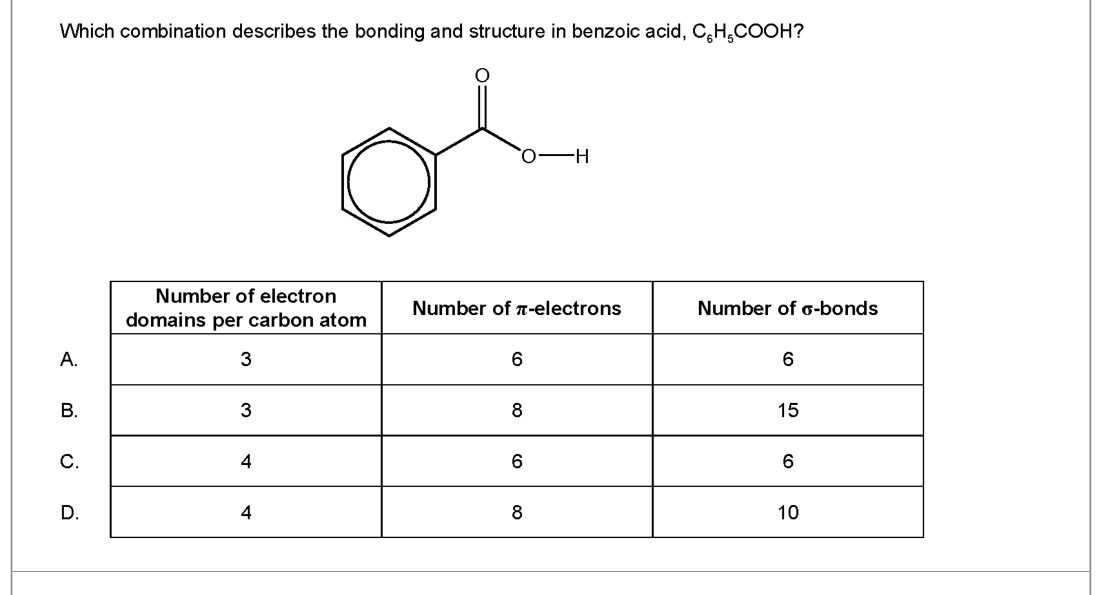 Which combination describes the bonding and structure in benzoic acid, C₆H₅COOH?
O
O—H
Number of electron domains per carbon atom Number of π-electrons Number of σ-bonds
A. 3 6 6
B. 3 8 15
C. 4 6 6
D. 4 8 10